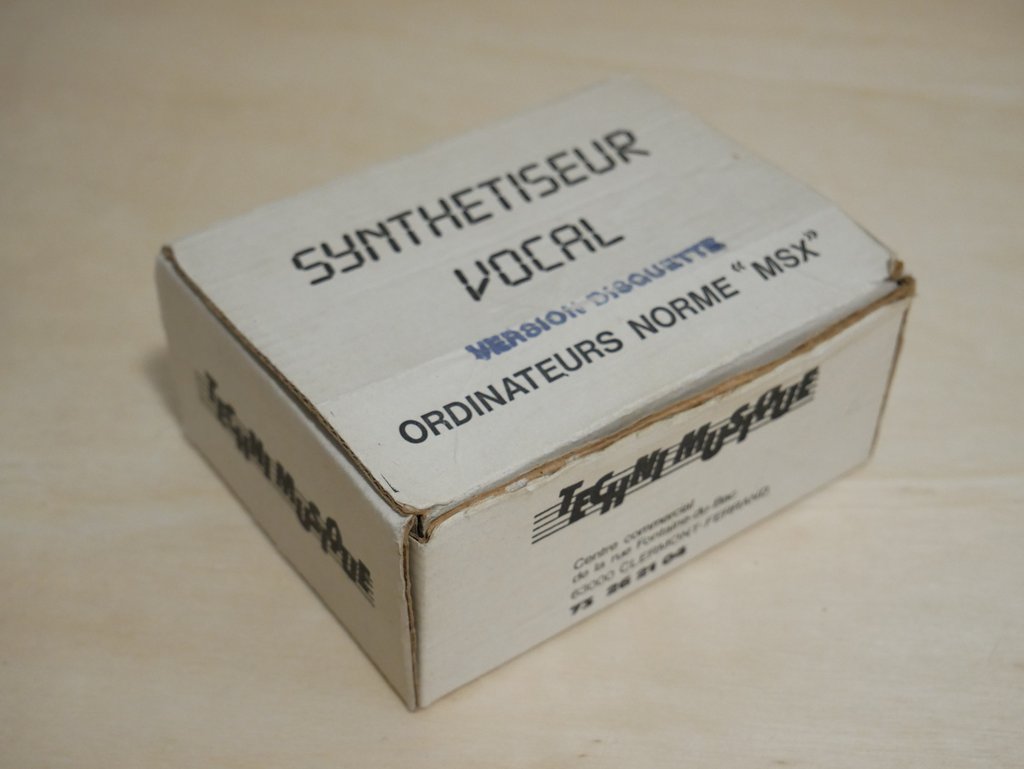 SYNTHETISEUR
VOCAL
VERSION DISQUETTE
ORDINATEURS NORME “MSX”
TECHNI MUSIQUE
TECHNI MUSIQUE
Centre commercial
de la rue Fontaine-du-Bac
63000 CLERMONT-FERRAND
73 26 21 04